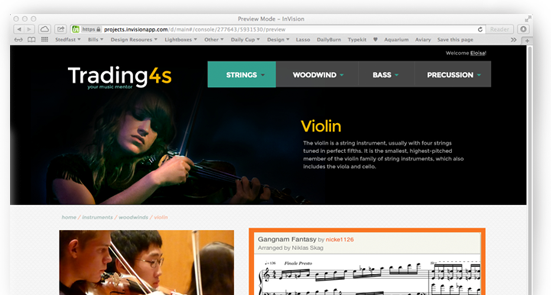 Preview Mode – InVision
https projects.invisionapp.com/d/main#/console/277643/5931530/preview Reader
Stedfast Bills Design Resources Lightboxes Other Daily Cup Design Lasso DailyBurn Typekit Aquarium Aviary Save this page
Welcome Eloisa!
Trading4s
your music mentor
STRINGS WOODWIND BASS PRECUSSION
Violin
The violin is a string instrument, usually with four strings
tuned in perfect fifths. It is the smallest, highest-pitched
member of the violin family of string instruments, which also
includes the viola and cello.
home / instruments / woodwinds / violin
Gangnam Fantasy by nicke1126
Arranged by Niklas Skag
Finale Presto